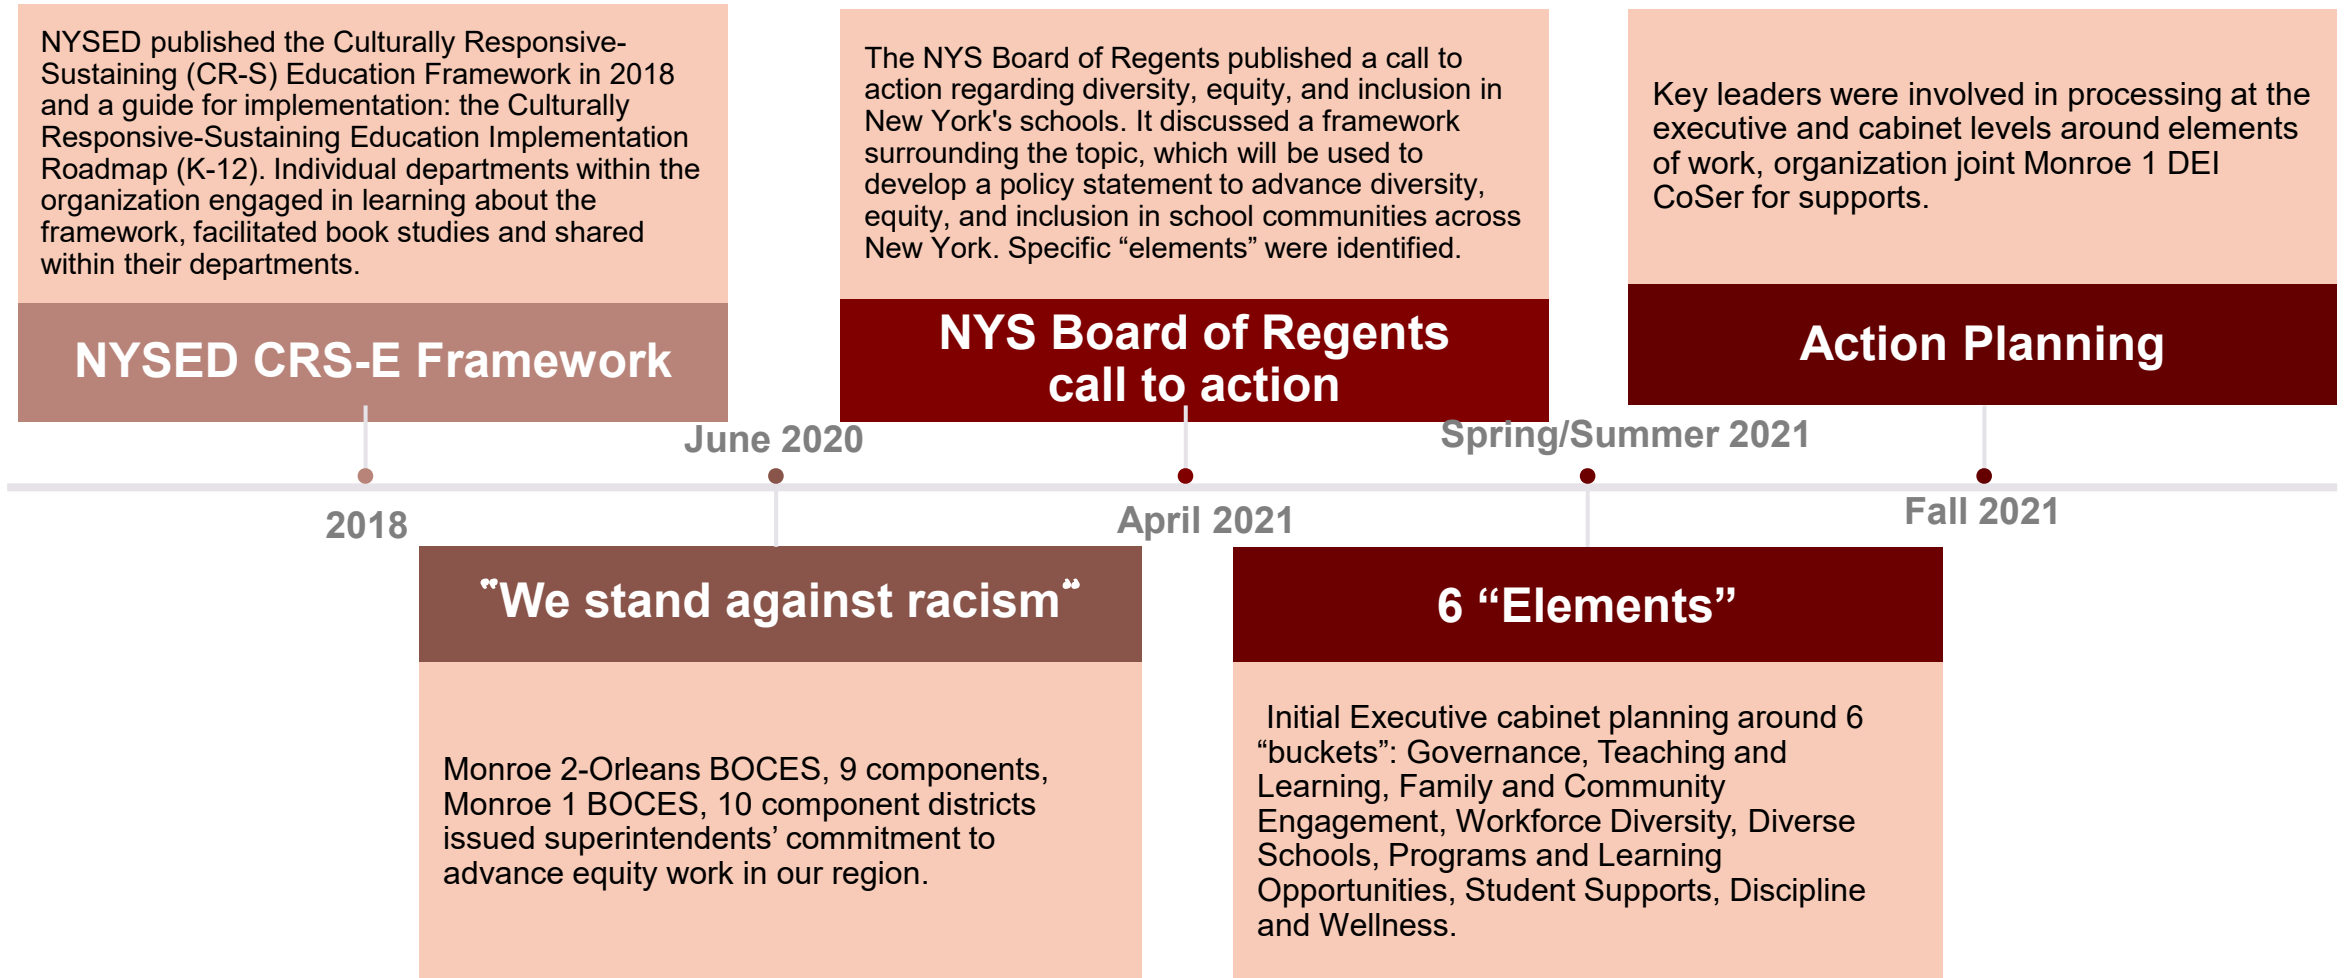 NYSED published the Culturally Responsive-
Sustaining (CR-S) Education Framework in 2018
and a guide for implementation: the Culturally
Responsive-Sustaining Education Implementation
Roadmap (K-12). Individual departments within the
organization engaged in learning about the
framework, facilitated book studies and shared
within their departments.
NYSED CRS-E Framework
2018
June 2020
"We stand against racism"
Monroe 2-Orleans BOCES, 9 components,
Monroe 1 BOCES, 10 component districts
issued superintendents’ commitment to
advance equity work in our region.
The NYS Board of Regents published a call to
action regarding diversity, equity, and inclusion in
New York's schools. It discussed a framework
surrounding the topic, which will be used to
develop a policy statement to advance diversity,
equity, and inclusion in school communities across
New York. Specific “elements” were identified.
NYS Board of Regents
call to action
April 2021
Spring/Summer 2021
6 “Elements”
Initial Executive cabinet planning around 6
“buckets”: Governance, Teaching and
Learning, Family and Community
Engagement, Workforce Diversity, Diverse
Schools, Programs and Learning
Opportunities, Student Supports, Discipline
and Wellness.
Key leaders were involved in processing at the
executive and cabinet levels around elements
of work, organization joint Monroe 1 DEI
CoSer for supports.
Action Planning
Fall 2021